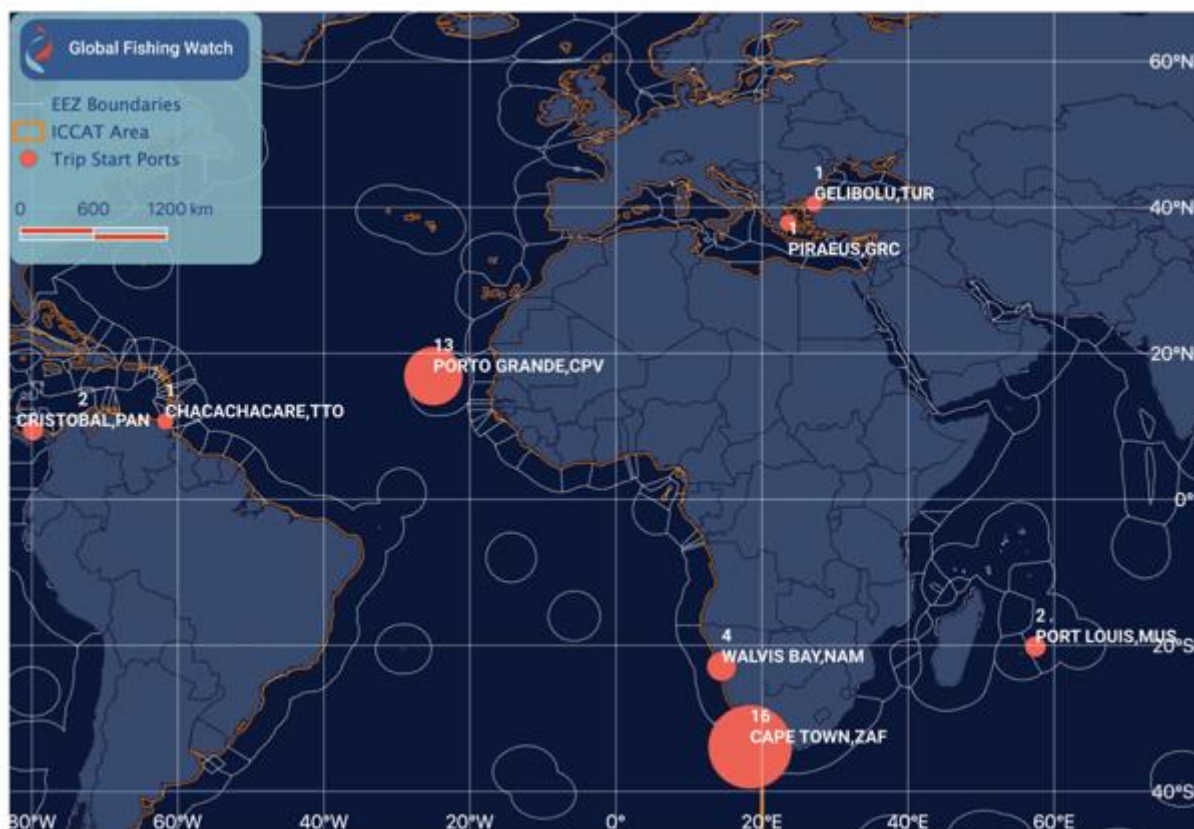 Global Fishing Watch
EEZ Boundaries
ICCAT Area
Trip Start Ports
0 600 1200 km
60°N
1
GELIBOLU,TUR
40°N
1
PIRAEUS,GRC
20°N
13
PORTO GRANDE,CPV
2
CRISTOBAL,PAN
1
CHACACHACARE,TTO
0°
2
PORT LOUIS,MUS
20°S
4
WALVIS BAY,NAM
16
CAPE TOWN,ZAF
40°S
80°W 60°W 40°W 20°W 0° 20°E 40°E 60°E